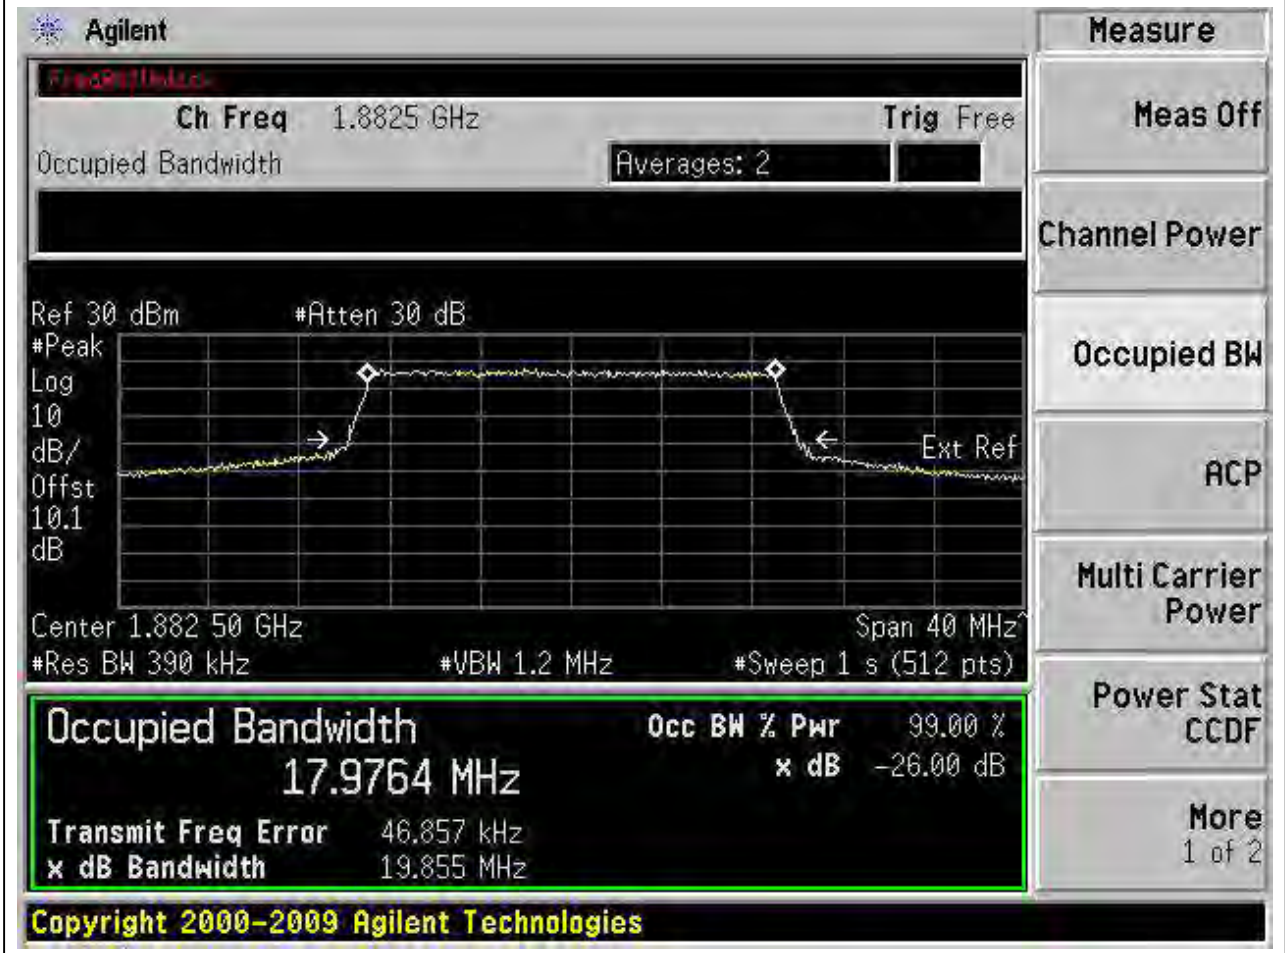 Agilent
Measure
Ch Freq 1.8825 GHz Trig Free
Occupied Bandwidth Averages: 2
Ref 30 dBm #Atten 30 dB
#Peak
Log
10
dB/
Offst
10.1
dB
Ext Ref
Center 1.882 50 GHz Span 40 MHz^
#Res BW 390 kHz #VBW 1.2 MHz #Sweep 1 s (512 pts)
Occupied Bandwidth Occ BW % Pwr 99.00 %
17.9764 MHz x dB -26.00 dB
Transmit Freq Error 46.857 kHz
x dB Bandwidth 19.855 MHz
Meas Off
Channel Power
Occupied BW
ACP
Multi Carrier
Power
Power Stat
CCDF
More
1 of 2
Copyright 2000-2009 Agilent Technologies